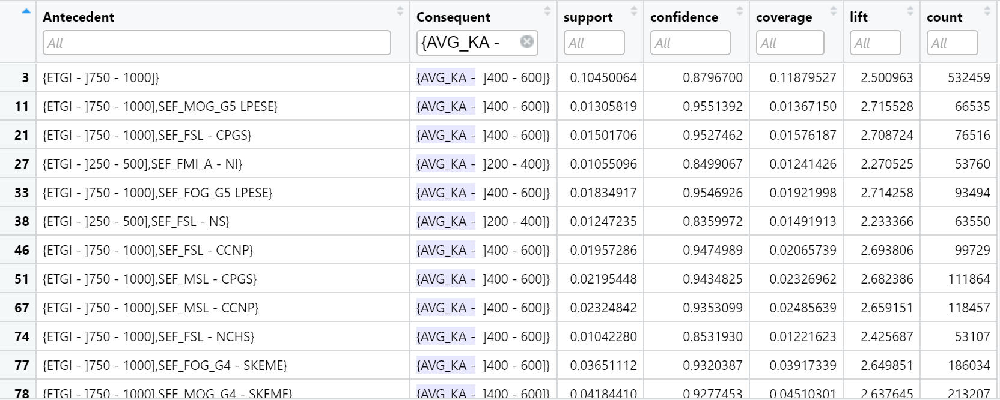 Antecedent Consequent support confidence coverage lift count
All {AVG_KA - All All All All All
3 {ETGI - ]750 - 1000]} {AVG_KA - ]400 - 600]} 0.10450064 0.8796700 0.11879527 2.500963 532459
11 {ETGI - ]750 - 1000],SEF_MOG_G5 LPESE} {AVG_KA - ]400 - 600]} 0.01305819 0.9551392 0.01367150 2.715528 66535
21 {ETGI - ]750 - 1000],SEF_FSL - CPGS} {AVG_KA - ]400 - 600]} 0.01501706 0.9527462 0.01576187 2.708724 76516
27 {ETGI - ]250 - 500],SEF_FMI_A - NI} {AVG_KA - ]200 - 400]} 0.01055096 0.8499067 0.01241426 2.270525 53760
33 {ETGI - ]750 - 1000],SEF_FOG_G5 LPESE} {AVG_KA - ]400 - 600]} 0.01834917 0.9546926 0.01921998 2.714258 93494
38 {ETGI - ]250 - 500],SEF_FSL - NS} {AVG_KA - ]200 - 400]} 0.01247235 0.8359972 0.01491913 2.233366 63550
46 {ETGI - ]750 - 1000],SEF_FSL - CCNP} {AVG_KA - ]400 - 600]} 0.01957286 0.9474989 0.02065739 2.693806 99729
51 {ETGI - ]750 - 1000],SEF_MSL - CPGS} {AVG_KA - ]400 - 600]} 0.02195448 0.9434825 0.02326962 2.682386 111864
67 {ETGI - ]750 - 1000],SEF_MSL - CCNP} {AVG_KA - ]400 - 600]} 0.02324842 0.9353099 0.02485639 2.659151 118457
74 {ETGI - ]750 - 1000],SEF_FSL - NCHS} {AVG_KA - ]400 - 600]} 0.01042280 0.8531930 0.01221623 2.425687 53107
77 {ETGI - ]750 - 1000],SEF_FOG_G4 - SKEME} {AVG_KA - ]400 - 600]} 0.03651112 0.9320387 0.03917339 2.649851 186034
78 {ETGI - ]750 - 1000],SEF_MOG_G4 - SKEME} {AVG_KA - ]400 - 600]} 0.04184410 0.9277453 0.04510301 2.637645 213207